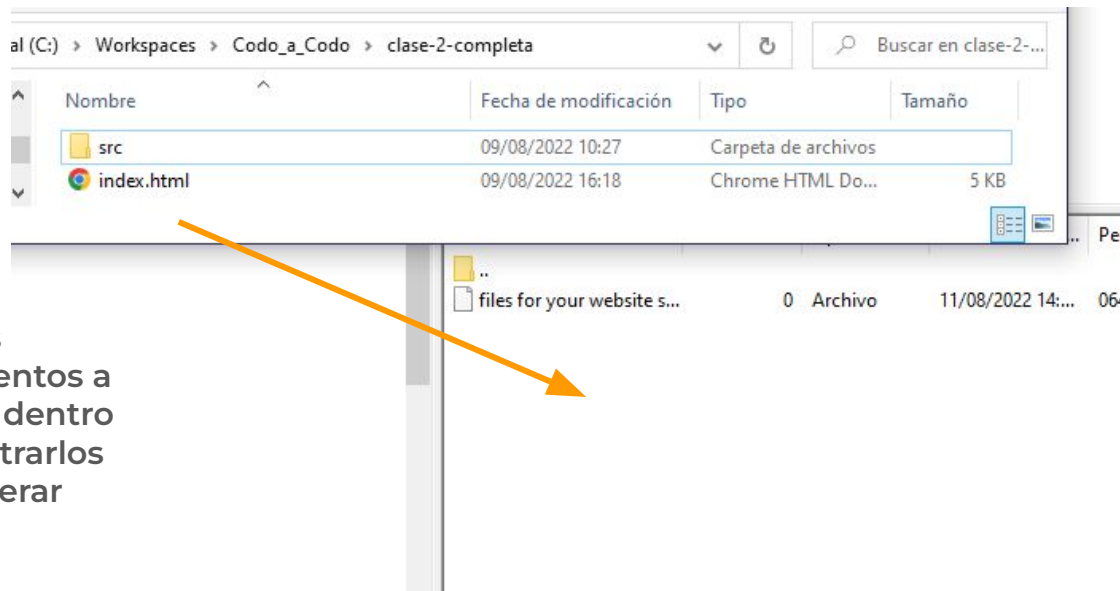 al (C:) > Workspaces > Codo_a_Codo > clase-2-completa Buscar en clase-2-...
Nombre Fecha de modificación Tipo Tamaño
src 09/08/2022 10:27 Carpeta de archivos
index.html 09/08/2022 16:18 Chrome HTML Do... 5 KB
.. Pe
..
files for your website s... 0 Archivo 11/08/2022 14:... 064
entos a
dentro
trarlos
erar